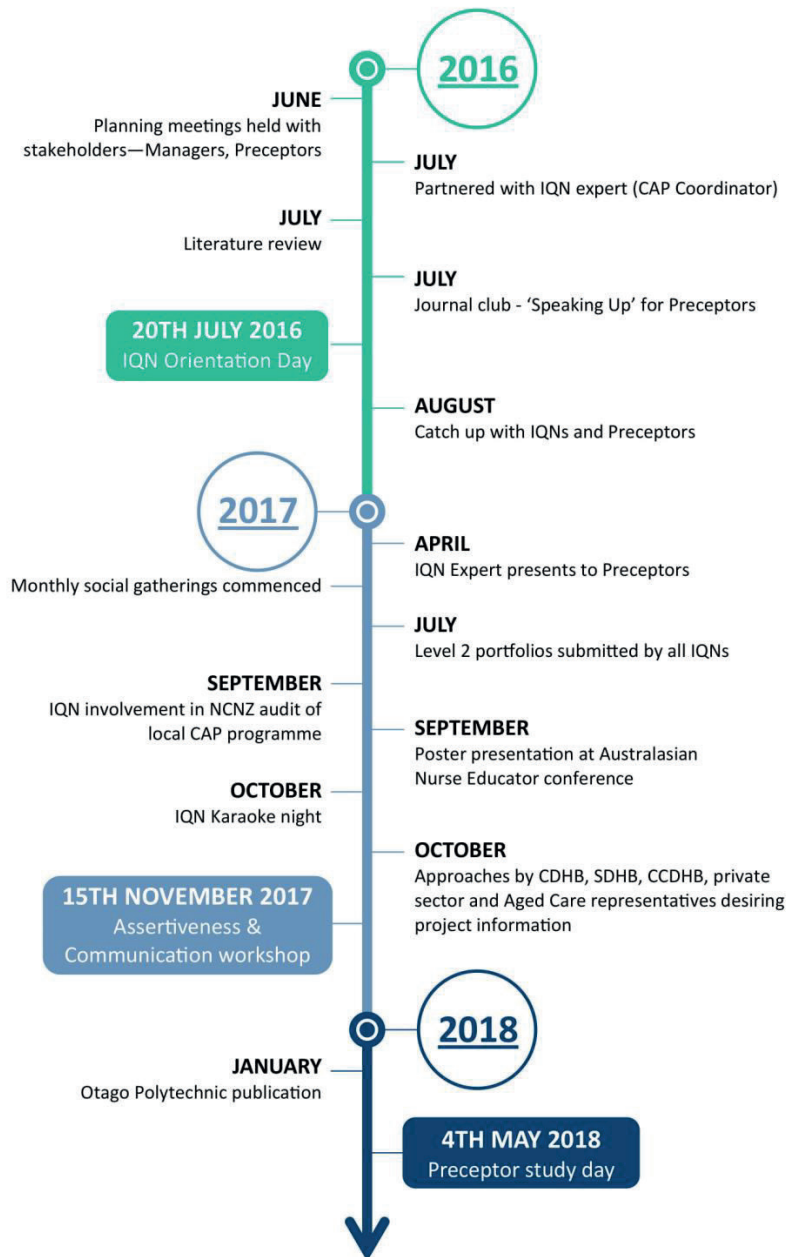 2016
JUNE
Planning meetings held with
stakeholders—Managers, Preceptors
JULY
Partnered with IQN expert (CAP Coordinator)
JULY
Literature review
JULY
Journal club - ‘Speaking Up’ for Preceptors
20TH JULY 2016
IQN Orientation Day
AUGUST
Catch up with IQNs and Preceptors
2017
APRIL
IQN Expert presents to Preceptors
Monthly social gatherings commenced
JULY
Level 2 portfolios submitted by all IQNs
SEPTEMBER
IQN involvement in NCNZ audit of
local CAP programme
SEPTEMBER
Poster presentation at Australasian
Nurse Educator conference
OCTOBER
IQN Karaoke night
OCTOBER
Approaches by CDHB, SDHB, CCDHB, private
sector and Aged Care representatives desiring
project information
15TH NOVEMBER 2017
Assertiveness &
Communication workshop
2018
JANUARY
Otago Polytechnic publication
4TH MAY 2018
Preceptor study day